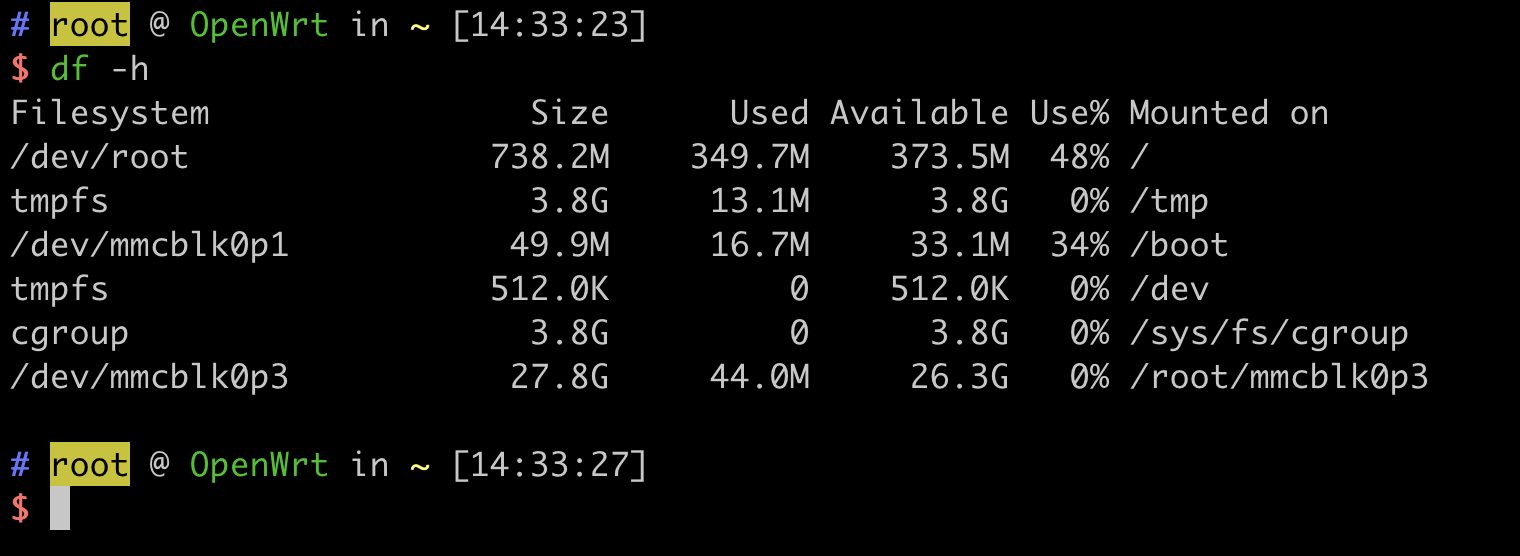 # root @ OpenWrt in ~ [14:33:23]
$ df -h
Filesystem                Size      Used Available Use% Mounted on
/dev/root               738.2M    349.7M    373.5M  48% /
tmpfs                     3.8G     13.1M      3.8G   0% /tmp
/dev/mmcblk0p1           49.9M     16.7M     33.1M  34% /boot
tmpfs                   512.0K         0    512.0K   0% /dev
cgroup                    3.8G         0      3.8G   0% /sys/fs/cgroup
/dev/mmcblk0p3           27.8G     44.0M     26.3G   0% /root/mmcblk0p3
# root @ OpenWrt in ~ [14:33:27]
$